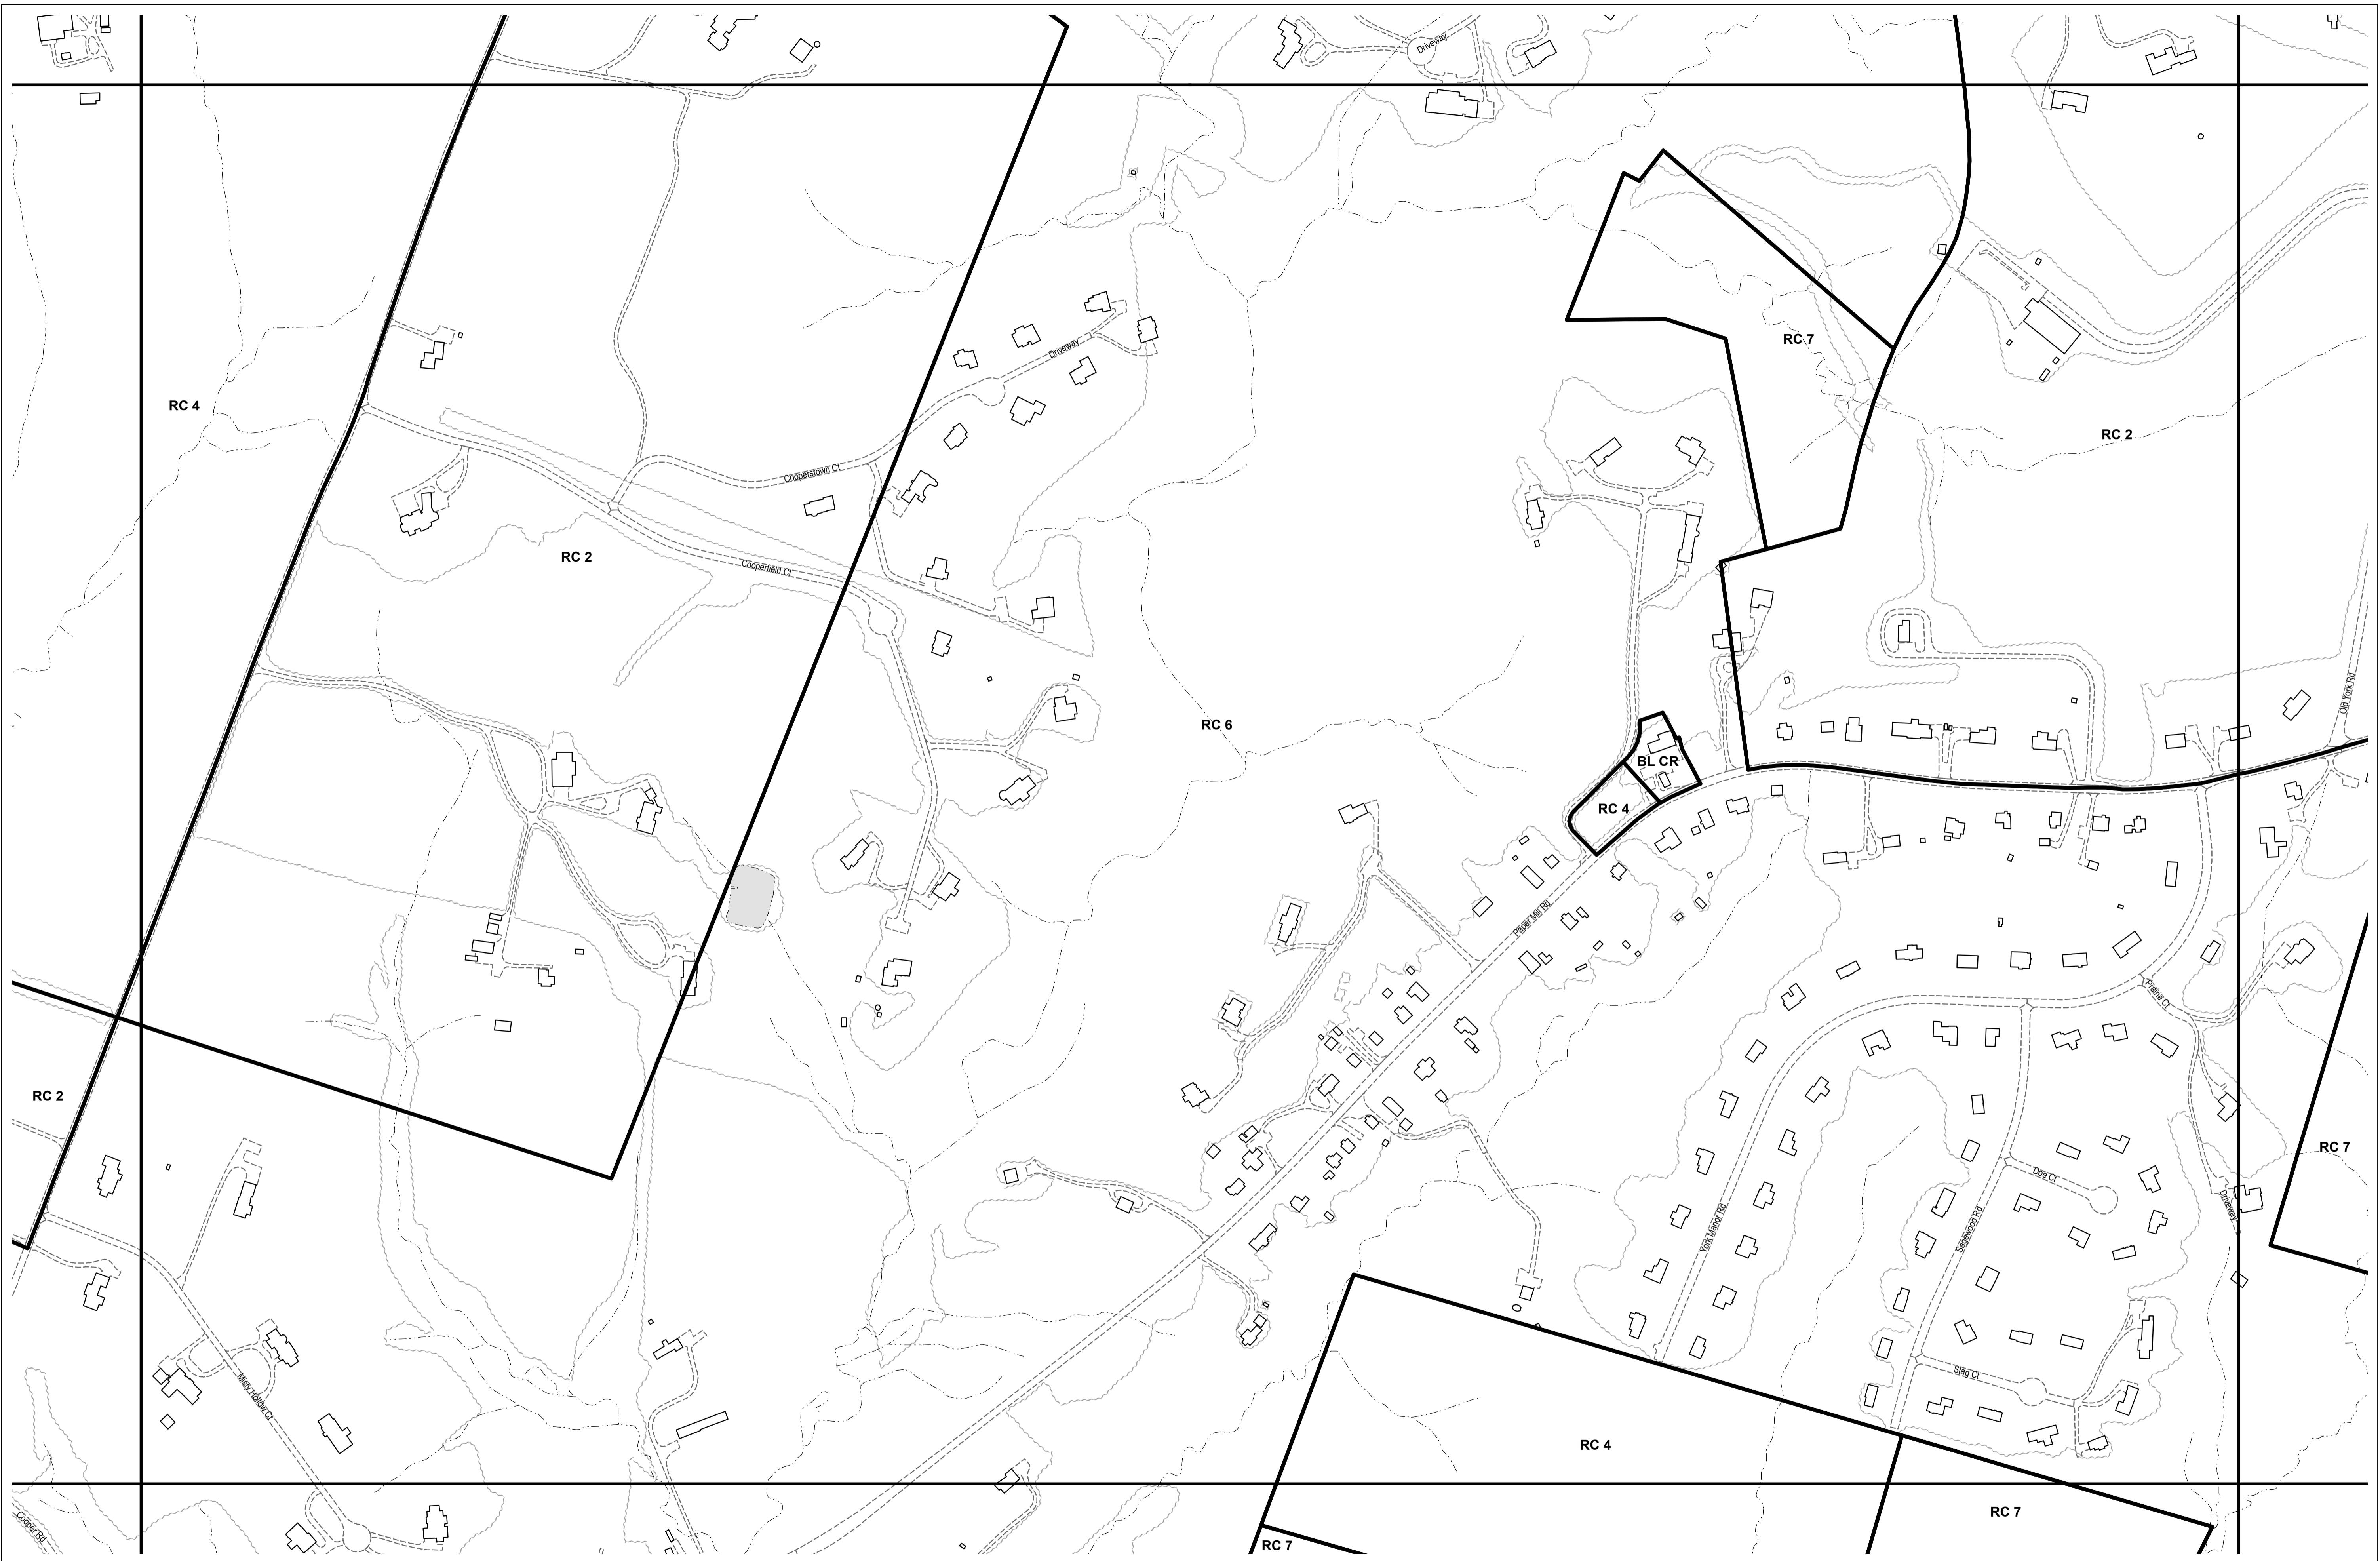 Driveway
RC 7
Driveway
RC 4
RC 2
Cooperstown Ct
RC 2
Cooperfield Ct
Old York Rd
RC 6
BL CR
RC 4
Paper Mill Rd
Prairie Ct
RC 2
RC 7
Doe Ct
Driveway
York Manor Rd
Sagewood Rd
Stag Ct
Misty Hollow Ct
RC 4
RC 7
Cooper Rd
RC 7